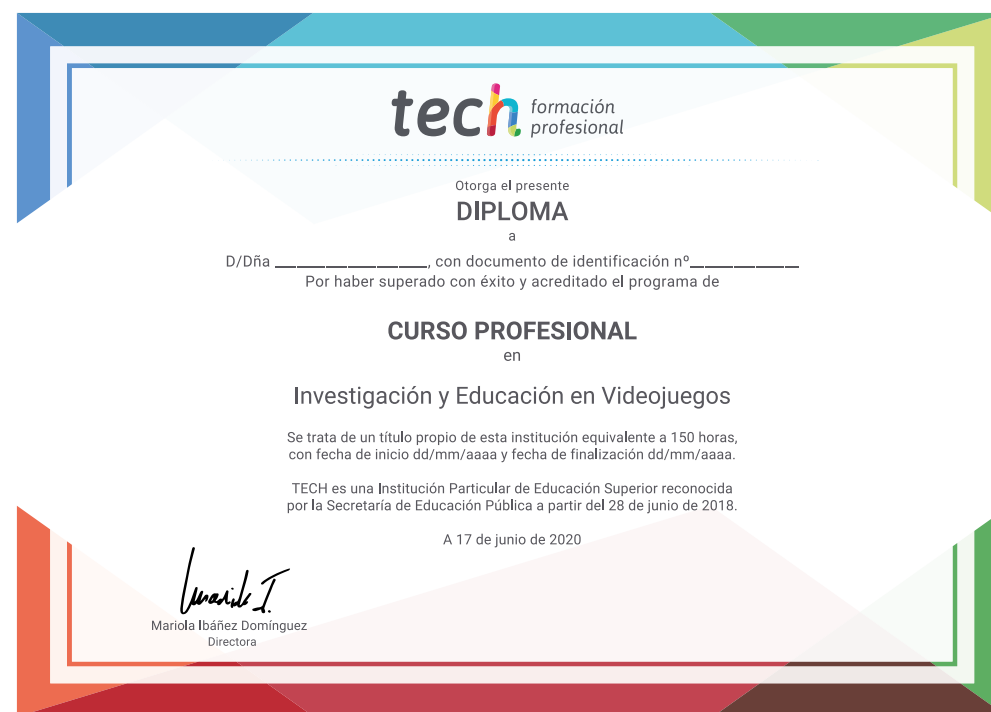 tech formación
profesional
Otorga el presente
DIPLOMA
a
D/Dña ____________________, con documento de identificación nº______________
Por haber superado con éxito y acreditado el programa de
CURSO PROFESIONAL
en
Investigación y Educación en Videojuegos
Se trata de un título propio de esta institución equivalente a 150 horas,
con fecha de inicio dd/mm/aaaa y fecha de finalización dd/mm/aaaa.
TECH es una Institución Particular de Educación Superior reconocida
por la Secretaría de Educación Pública a partir del 28 de junio de 2018.
A 17 de junio de 2020
Mariola Ibáñez Domínguez
Directora